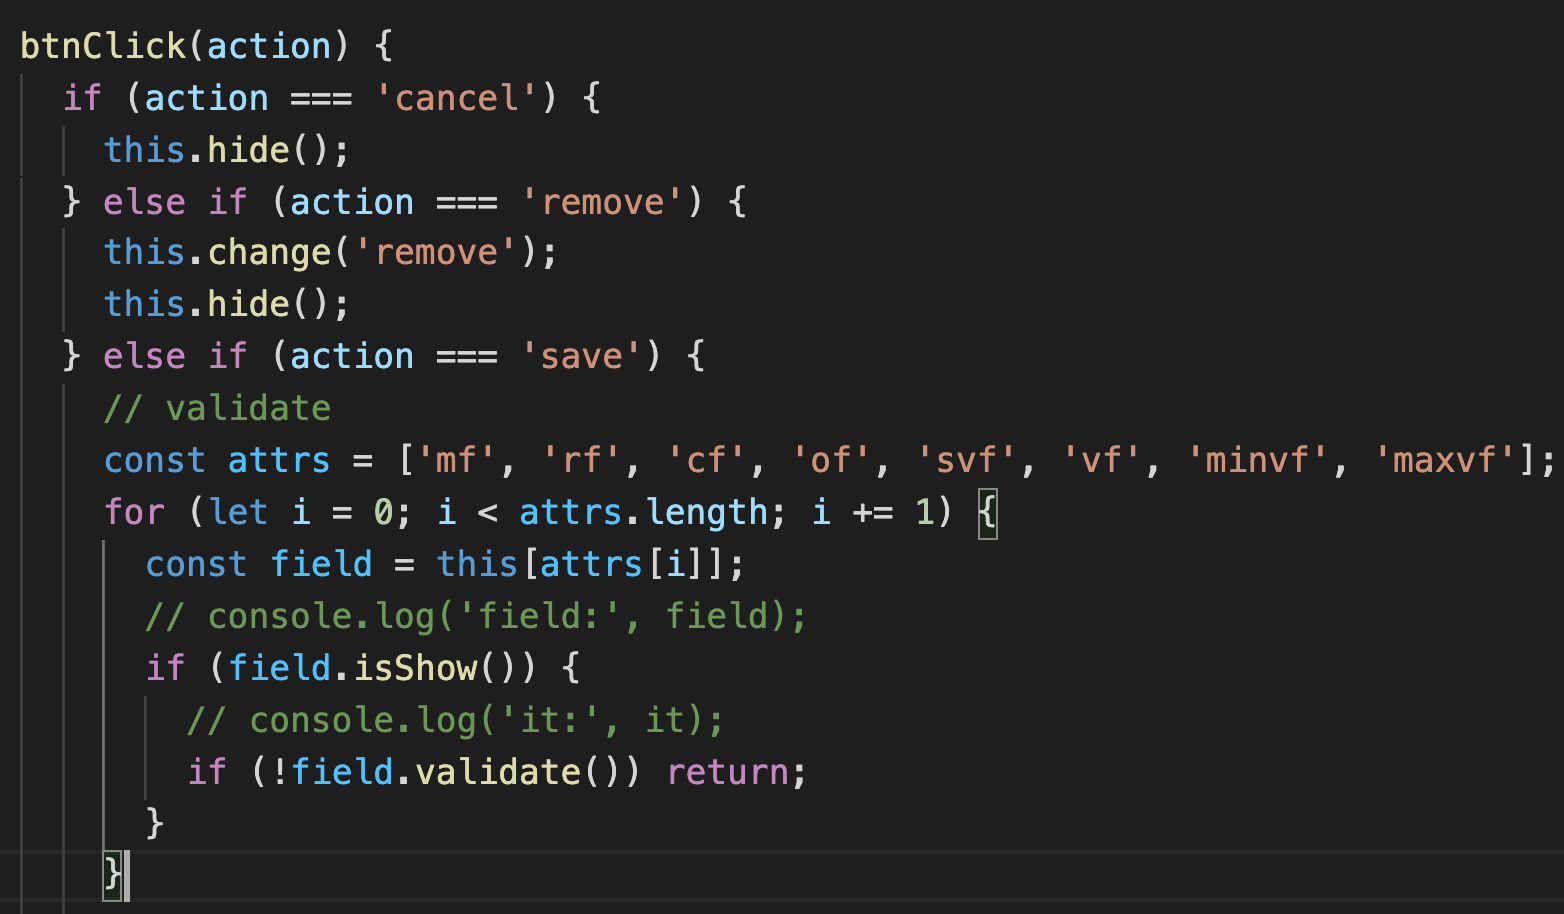 btnClick(action) {
if (action === 'cancel') {
this.hide();
} else if (action === 'remove') {
this.change('remove');
this.hide();
} else if (action === 'save') {
// validate
const attrs = ['mf', 'rf', 'cf', 'of', 'svf', 'vf', 'minvf', 'maxvf'];
for (let i = 0; i < attrs.length; i += 1) {
const field = this[attrs[i]];
// console.log('field:', field);
if (field.isShow()) {
// console.log('it:', it);
if (!field.validate()) return;
}
}